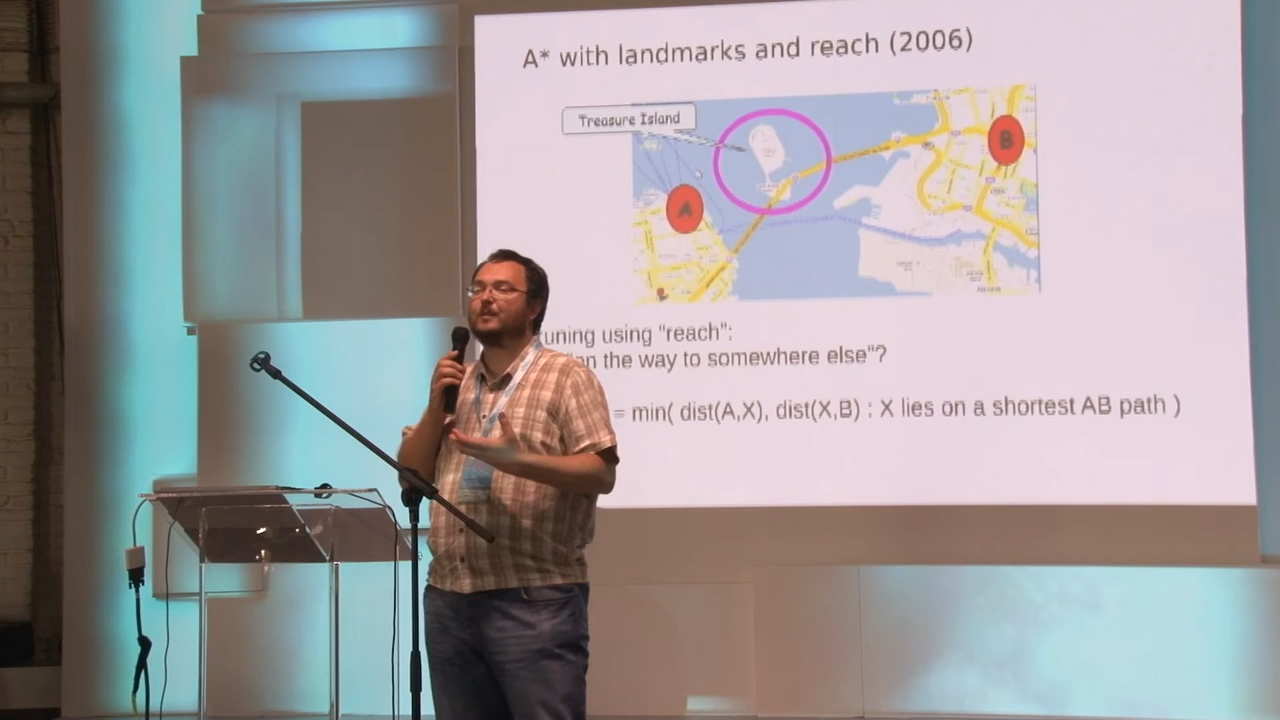 A* with landmarks and reach (2006)
Treasure Island
B
A
uning using "reach":
an the way to somewhere else"?
= min( dist(A,X), dist(X,B) : X lies on a shortest AB path )